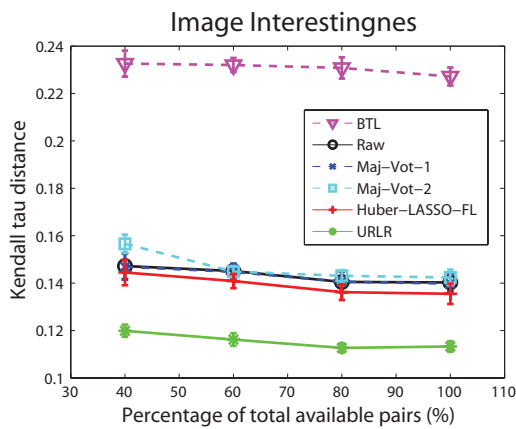 Image Interestingnes
0.24
0.22
0.2
0.18
0.16
0.14
0.12
0.1
Kendall tau distance
BTL
Raw
Maj-Vot-1
Maj-Vot-2
Huber-LASSO-FL
URLR
30 40 50 60 70 80 90 100 110
Percentage of total available pairs (%)